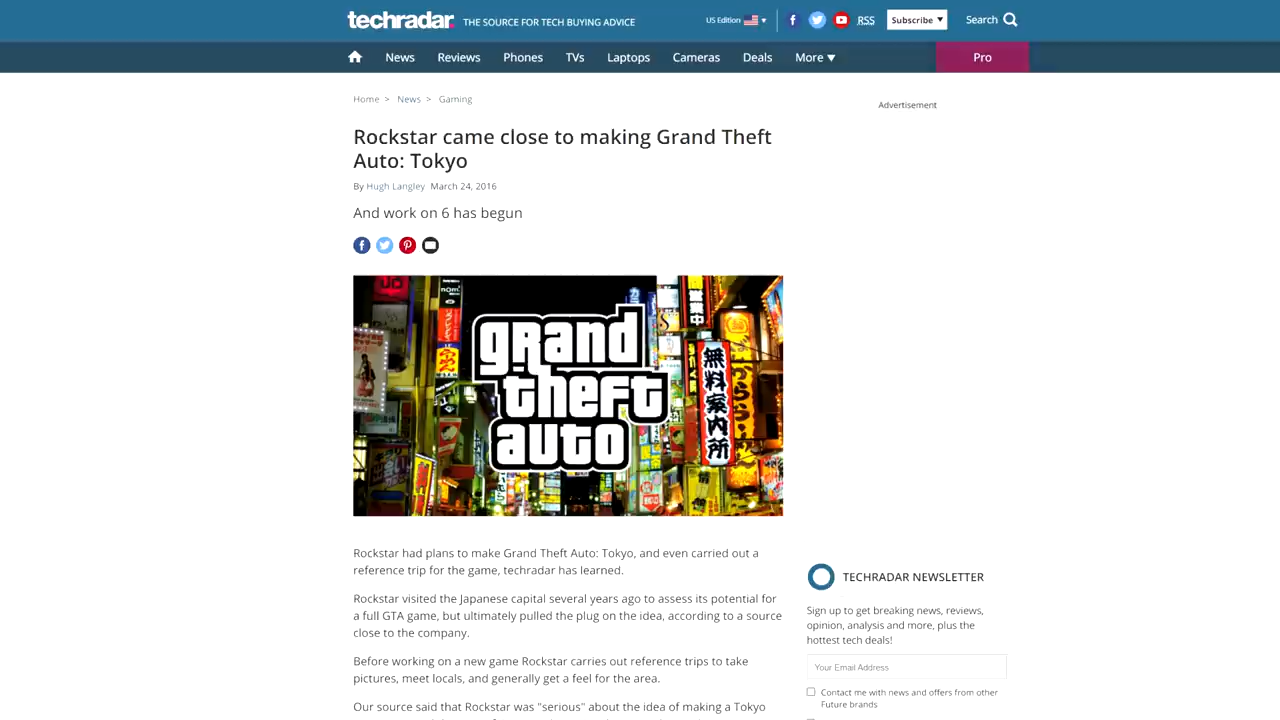 techradar. THE SOURCE FOR TECH BUYING ADVICE
US Edition
RSS
Subscribe
Search
Home
News
Reviews
Phones
TVs
Laptops
Cameras
Deals
More
Pro
Home > News > Gaming
Advertisement
Rockstar came close to making Grand Theft
Auto: Tokyo
By Hugh Langley March 24, 2016
And work on 6 has begun
grand
theft
auto
営業中
無料案内所
Rockstar had plans to make Grand Theft Auto: Tokyo, and even carried out a
reference trip for the game, techradar has learned.
Rockstar visited the Japanese capital several years ago to assess its potential for
a full GTA game, but ultimately pulled the plug on the idea, according to a source
close to the company.
Before working on a new game Rockstar carries out reference trips to take
pictures, meet locals, and generally get a feel for the area.
Our source said that Rockstar was "serious" about the idea of making a Tokyo
TECHRADAR NEWSLETTER
Sign up to get breaking news, reviews,
opinion, analysis and more, plus the
hottest tech deals!
Your Email Address
Contact me with news and offers from other
Future brands